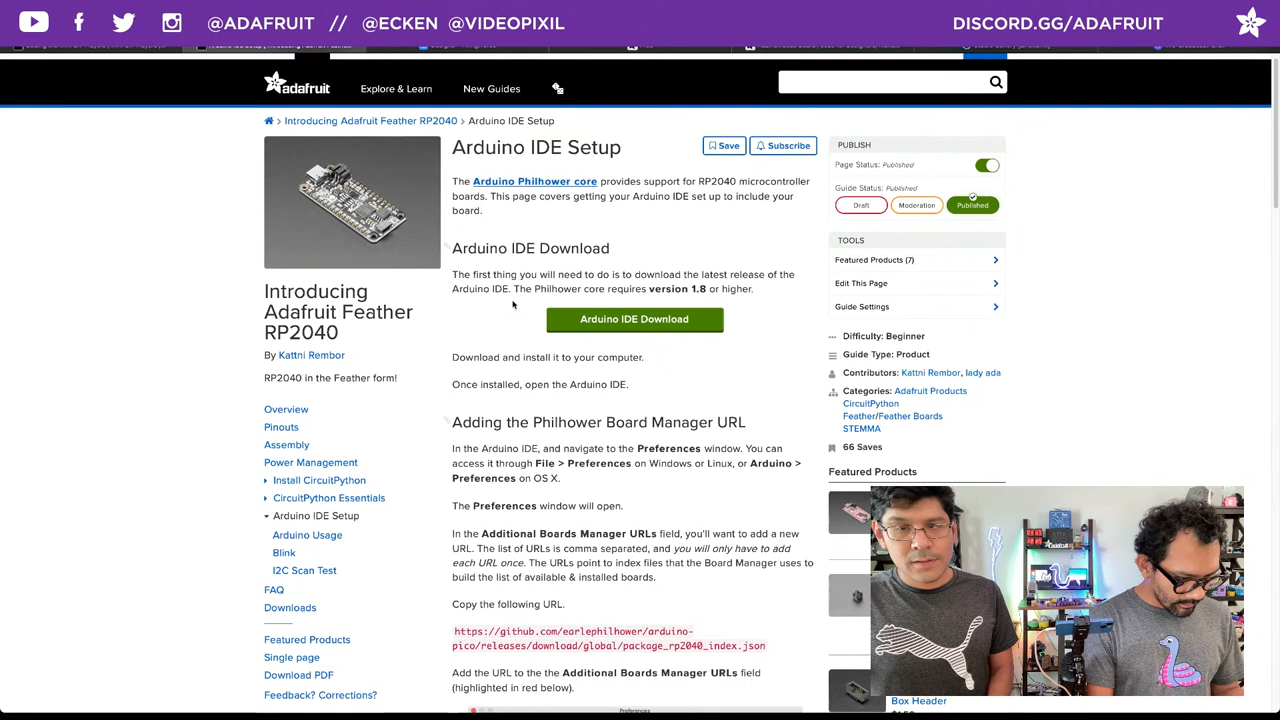 @ADAFRUIT // @ECKEN @VIDEOPIXIL
DISCORD.GG/ADAFRUIT
adafruit
Explore & Learn
New Guides
Introducing Adafruit Feather RP2040
Arduino IDE Setup
Introducing
Adafruit Feather
RP2040
By Kattni Rembor
RP2040 in the Feather form!
Overview
Pinouts
Assembly
Power Management
Install CircuitPython
CircuitPython Essentials
Arduino IDE Setup
Arduino Usage
Blink
I2C Scan Test
FAQ
Downloads
Featured Products
Single page
Download PDF
Feedback? Corrections?
Arduino IDE Setup
Save
Subscribe
The Arduino Philhower core provides support for RP2040 microcontroller
boards. This page covers getting your Arduino IDE set up to include your
board.
Arduino IDE Download
The first thing you will need to do is to download the latest release of the
Arduino IDE. The Philhower core requires version 1.8 or higher.
Arduino IDE Download
Download and install it to your computer.
Once installed, open the Arduino IDE.
Adding the Philhower Board Manager URL
In the Arduino IDE, and navigate to the Preferences window. You can
access it through File > Preferences on Windows or Linux, or Arduino >
Preferences on OS X.
The Preferences window will open.
In the Additional Boards Manager URLs field, you'll want to add a new
URL. The list of URLs is comma separated, and you will only have to add
each URL once. The URLs point to index files that the Board Manager uses to
build the list of available & installed boards.
Copy the following URL.
https://github.com/earlephilhower/arduino-
pico/releases/download/global/package_rp2040_index.json
Add the URL to the the Additional Boards Manager URLs field
(highlighted in red below).
Preferences
PUBLISH
Page Status: Published
Guide Status: Published
Draft
Moderation
Published
TOOLS
Featured Products (7)
Edit This Page
Guide Settings
Difficulty: Beginner
Guide Type: Product
Contributors: Kattni Rembor, lady ada
Categories: Adafruit Products
CircuitPython
Feather/Feather Boards
STEMMA
66 Saves
Featured Products
Box Header